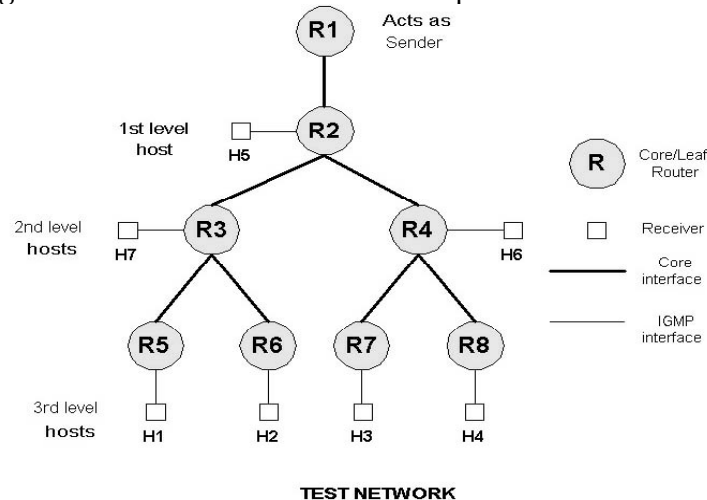 R1
Acts as
Sender
1st level
host
H5
R2
R
Core/Leaf
Router
2nd level
hosts
H7
R3
R4
H6
Receiver
Core
interface
IGMP
interface
R5
R6
R7
R8
3rd level
hosts
H1
H2
H3
H4
TEST NETWORK